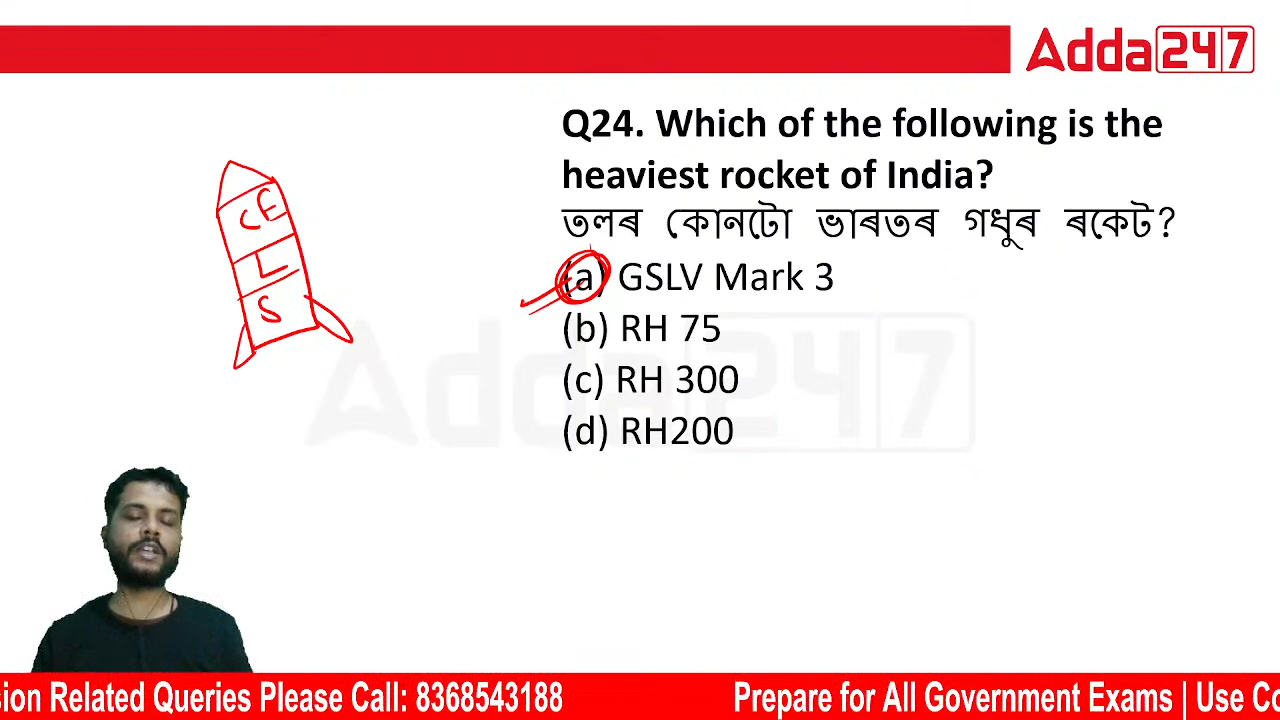 Adda247
Q24. Which of the following is the
heaviest rocket of India?
তলৰ কোনটো ভাৰতৰ গধুৰ ৰকেট?
(a) GSLV Mark 3
(b) RH 75
(c) RH 300
(d) RH200
CE
L
S
Adda247
sion Related Queries Please Call: 8368543188 Prepare for All Government Exams | Use Co